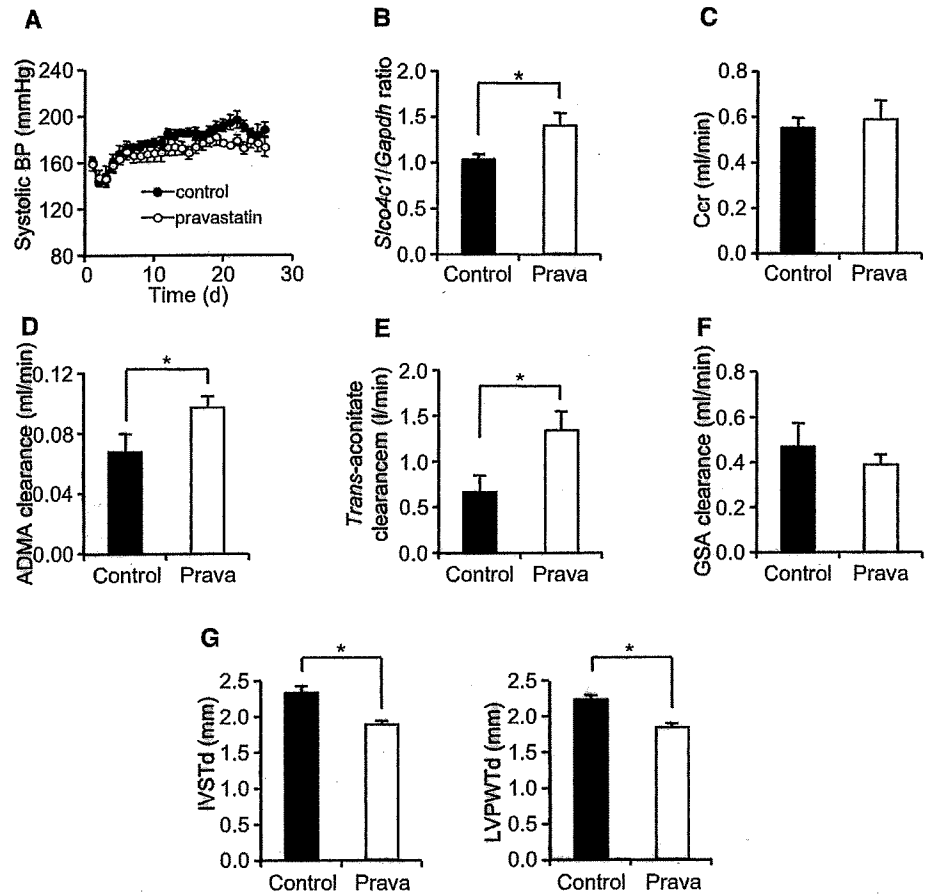 A
Systolic BP (mmHg)
240
200
160
120
80
control
pravastatin
0 10 20 30
Time (d)
B
Slco4c1/Gapdh ratio
2.0
1.5
1.0
0.5
0.0
*
Control Prava
C
Ccr (ml/min)
0.8
0.6
0.4
0.2
0.0
Control Prava
D
ADMA clearance (ml/min)
0.12
0.08
0.04
0.00
*
Control Prava
E
Trans-aconitate
clearancem (l/min)
2.0
1.5
1.0
0.5
0.0
*
Control Prava
F
GSA clearance (ml/min)
0.8
0.6
0.4
0.2
0.0
Control Prava
G
IVSTd (mm)
2.5
2.0
1.5
1.0
0.5
0.0
*
Control Prava
LVPWTd (mm)
2.5
2.0
1.5
1.0
0.5
0.0
*
Control Prava